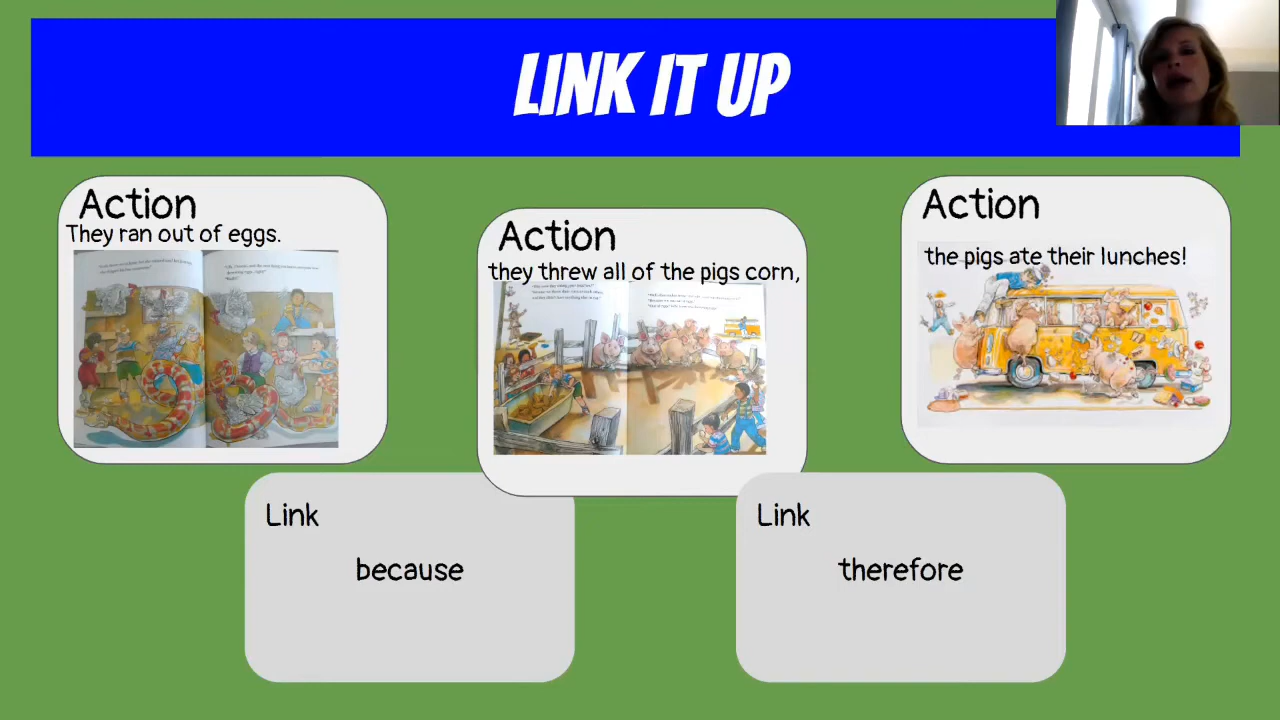 LINK IT UP
Action
They ran out of eggs.
Action
they threw all of the pigs corn,
Action
the pigs ate their lunches!
Link
because
Link
therefore